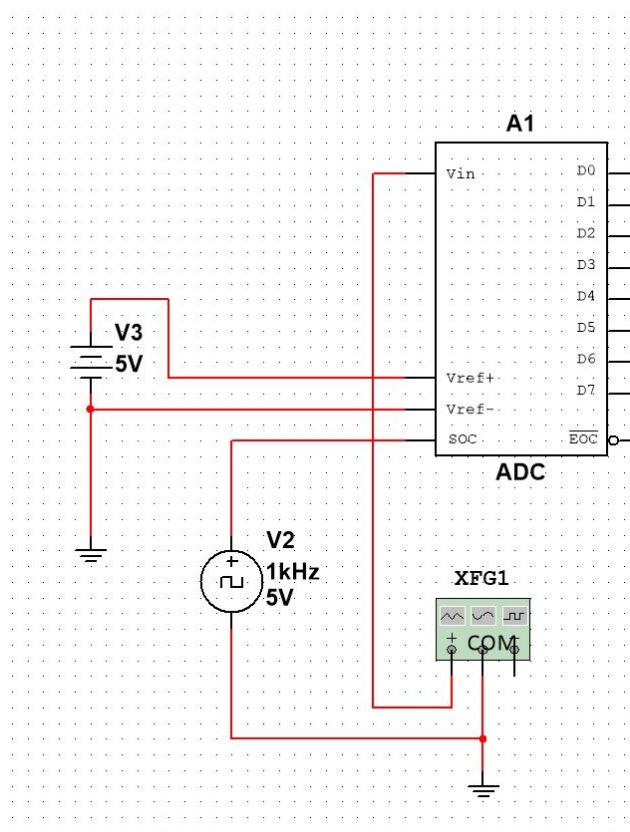 A1
Vin
D0
D1
D2
D3
D4
D5
D6
D7
Vref+
Vref-
SOC
EOC
ADC
V3
5V
V2
1kHz
5V
XFG1
+
COM